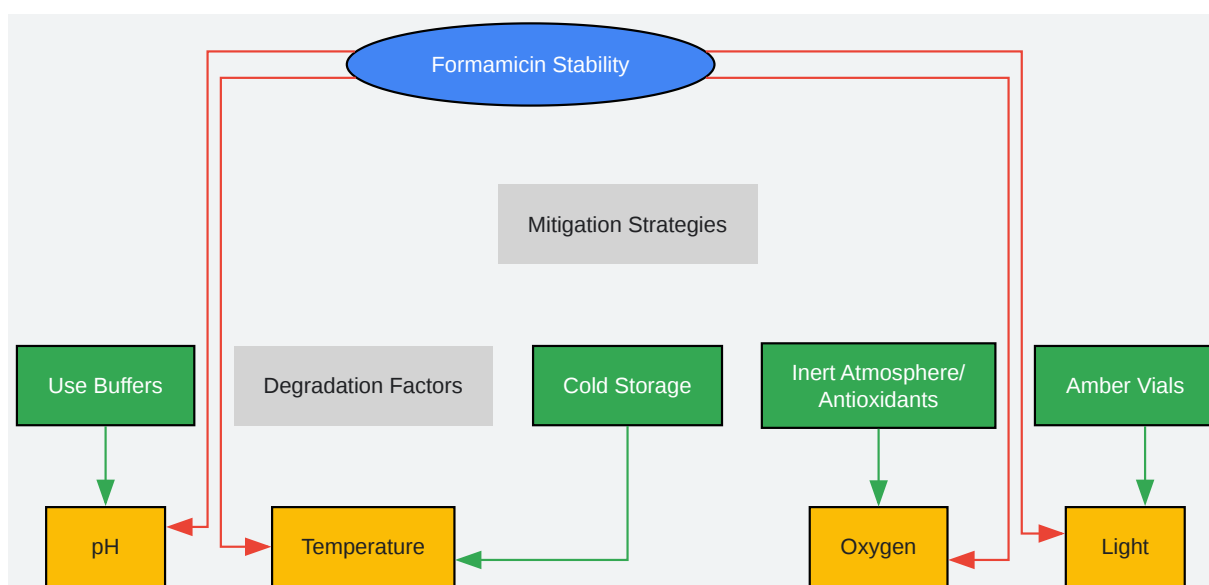 Formamicin Stability
Mitigation Strategies
Use Buffers
Degradation Factors
Cold Storage
Inert Atmosphere/
Antioxidants
Amber Vials
pH
Temperature
Oxygen
Light